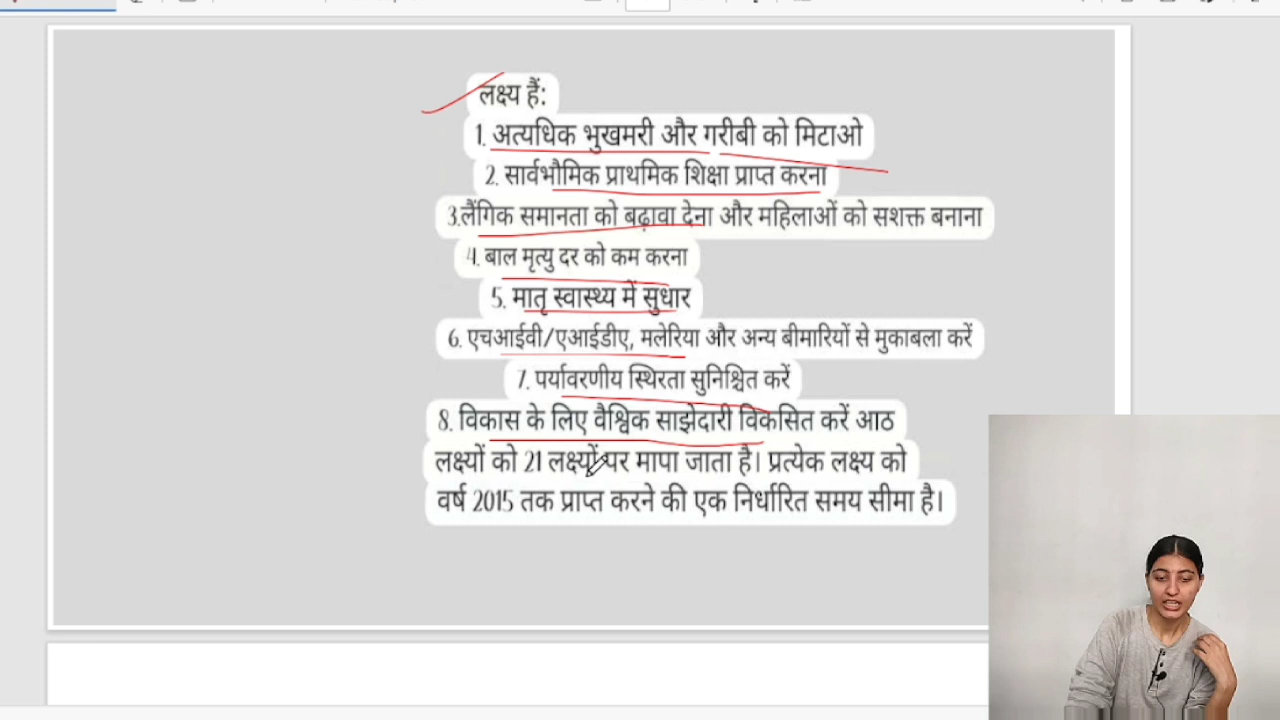 लक्ष्य हैं:
1. अत्यधिक भुखमरी और गरीबी को मिटाओ
2. सार्वभौमिक प्राथमिक शिक्षा प्राप्त करना
3.लैंगिक समानता को बढ़ावा देना और महिलाओं को सशक्त बनाना
4. बाल मृत्यु दर को कम करना
5. मातृ स्वास्थ्य में सुधार
6. एचआईवी/एआईडीए, मलेरिया और अन्य बीमारियों से मुकाबला करें
7. पर्यावरणीय स्थिरता सुनिश्चित करें
8. विकास के लिए वैश्विक साझेदारी विकसित करें आठ
लक्ष्यों को 21 लक्ष्यों पर मापा जाता है। प्रत्येक लक्ष्य को
वर्ष 2015 तक प्राप्त करने की एक निर्धारित समय सीमा है।